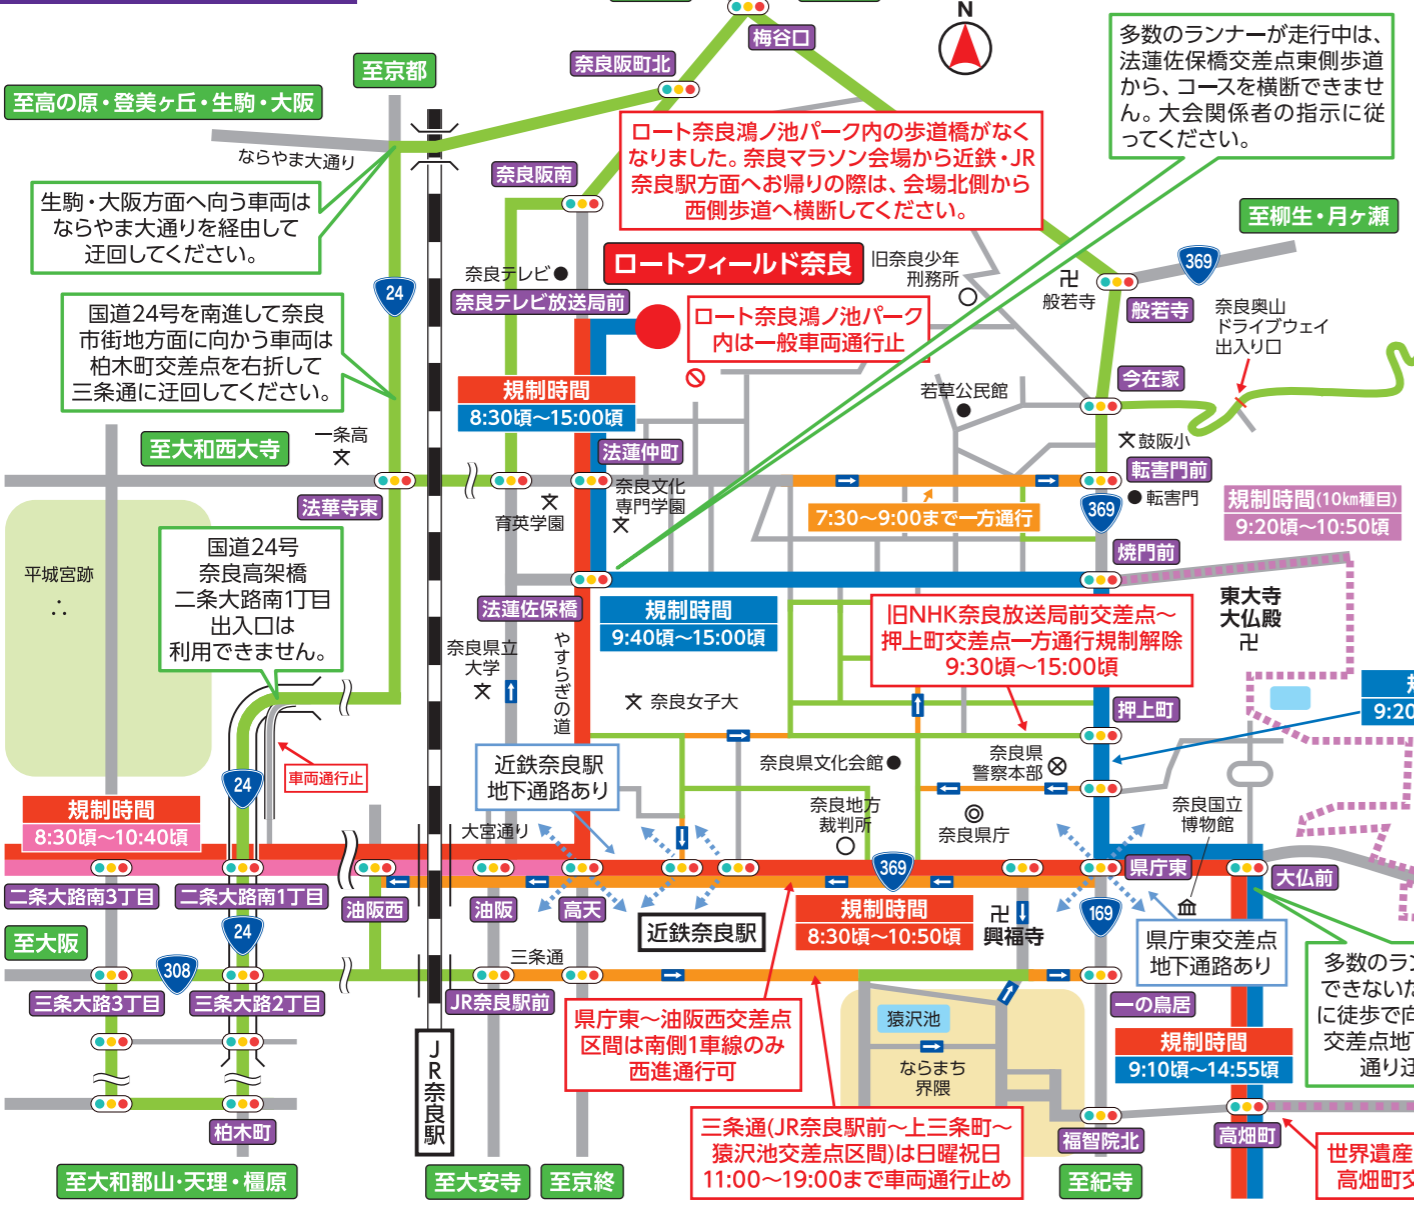 N
梅谷口
奈良阪町北
至京都
至高の原・登美ヶ丘・生駒・大阪
ならやま大通り
多数のランナーが走行中は、
法蓮佐保橋交差点東側歩道
から、コースを横断できませ
ん。大会関係者の指示に従
ってください。
ロート奈良鴻ノ池パーク内の歩道橋がなく
なりました。奈良マラソン会場から近鉄・JR
奈良駅方面へお帰りの際は、会場北側から
西側歩道へ横断してください。
奈良阪南
生駒・大阪方面へ向う車両は
ならやま大通りを経由して
迂回してください。
至柳生・月ヶ瀬
369
奈良テレビ
ロートフィールド奈良
旧奈良少年
刑務所
般若寺
般若寺
24
奈良テレビ放送局前
国道24号を南進して奈良
市街地方面に向かう車両は
柏木町交差点を右折して
三条通に迂回してください。
ロート奈良鴻ノ池パーク
内は一般車両通行止
奈良奥山
ドライブウェイ
出入り口
規制時間
8:30頃〜15:00頃
若草公民館
今在家
至大和西大寺
一条高
法蓮仲町
鼓阪小
転害門前
法華寺東
育英学園
奈良文化
専門学園
転害門
369
7:30〜9:00まで一方通行
規制時間(10km種目)
9:20頃〜10:50頃
焼門前
国道24号
奈良高架橋
二条大路南1丁目
出入口は
利用できません。
平城宮跡
法蓮佐保橋
規制時間
9:40頃〜15:00頃
旧NHK奈良放送局前交差点〜
押上町交差点一方通行規制解除
9:30頃〜15:00頃
東大寺
大仏殿
奈良県立
大学
やすらぎの道
奈良女子大
押上町
9:20
24
車両通行止
近鉄奈良駅
地下通路あり
奈良県文化会館
奈良県
警察本部
規制時間
8:30頃〜10:40頃
大宮通り
奈良地方
裁判所
奈良県庁
奈良国立
博物館
二条大路南3丁目
二条大路南1丁目
油阪西
油阪
高天
369
県庁東
大仏前
近鉄奈良駅
規制時間
8:30頃〜10:50頃
興福寺
169
至大阪
24
県庁東交差点
地下通路あり
308
三条通
三条大路3丁目
三条大路2丁目
JR奈良駅前
一の鳥居
多数のラン
できないた
に徒歩で向
交差点地下
通り迂
県庁東〜油阪西交差点
区間は南側1車線のみ
西進通行可
猿沢池
ならまち
界隈
規制時間
9:10頃〜14:55頃
JR奈良駅
柏木町
三条通(JR奈良駅前〜上三条町〜
猿沢池交差点区間)は日曜祝日
11:00〜19:00まで車両通行止め
福智院北
高畑町
世界遺産
高畑町交
至大和郡山・天理・橿原
至大安寺
至京終
至紀寺